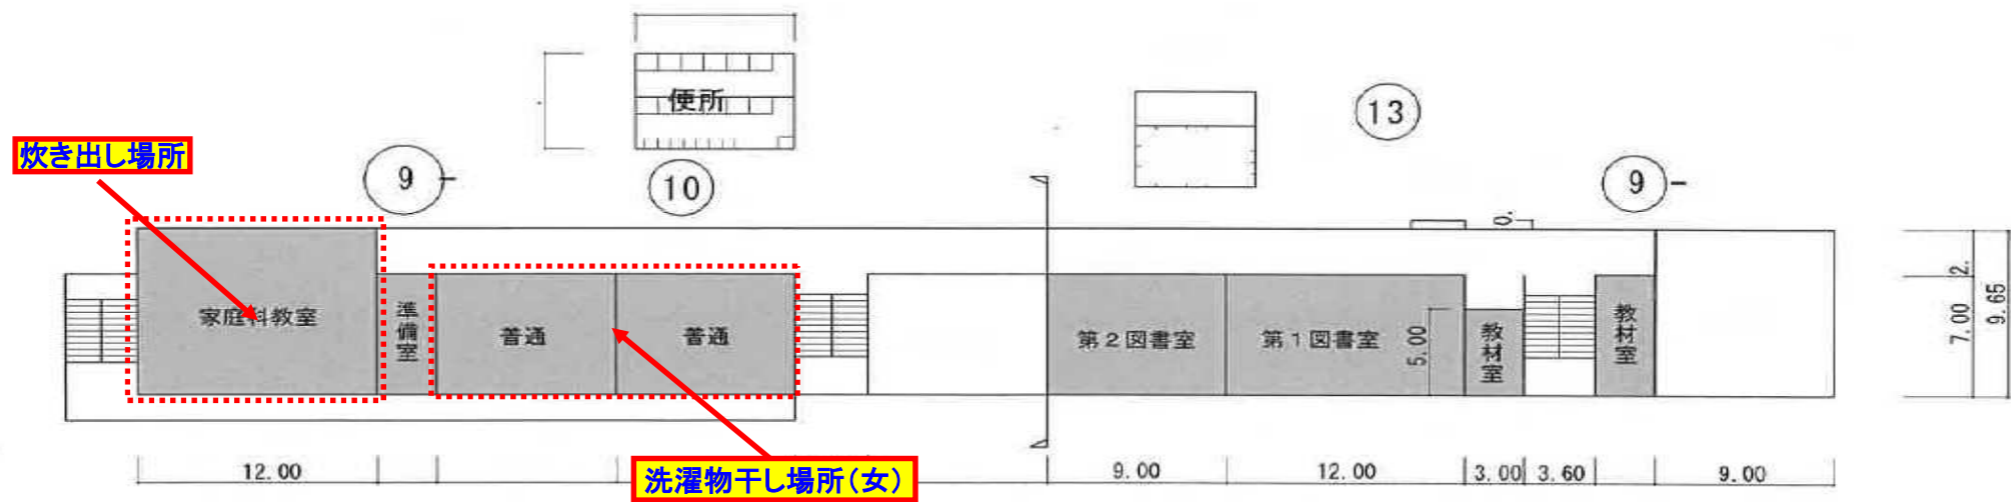 便所
13
炊き出し場所
9
10
9
0.
家庭科教室
準備室
普通
普通
第2図書室
第1図書室
5.00
教材室
教材室
2.
7.00
9.65
12.00
洗濯物干し場所(女)
9.00
12.00
3.00
3.60
9.00